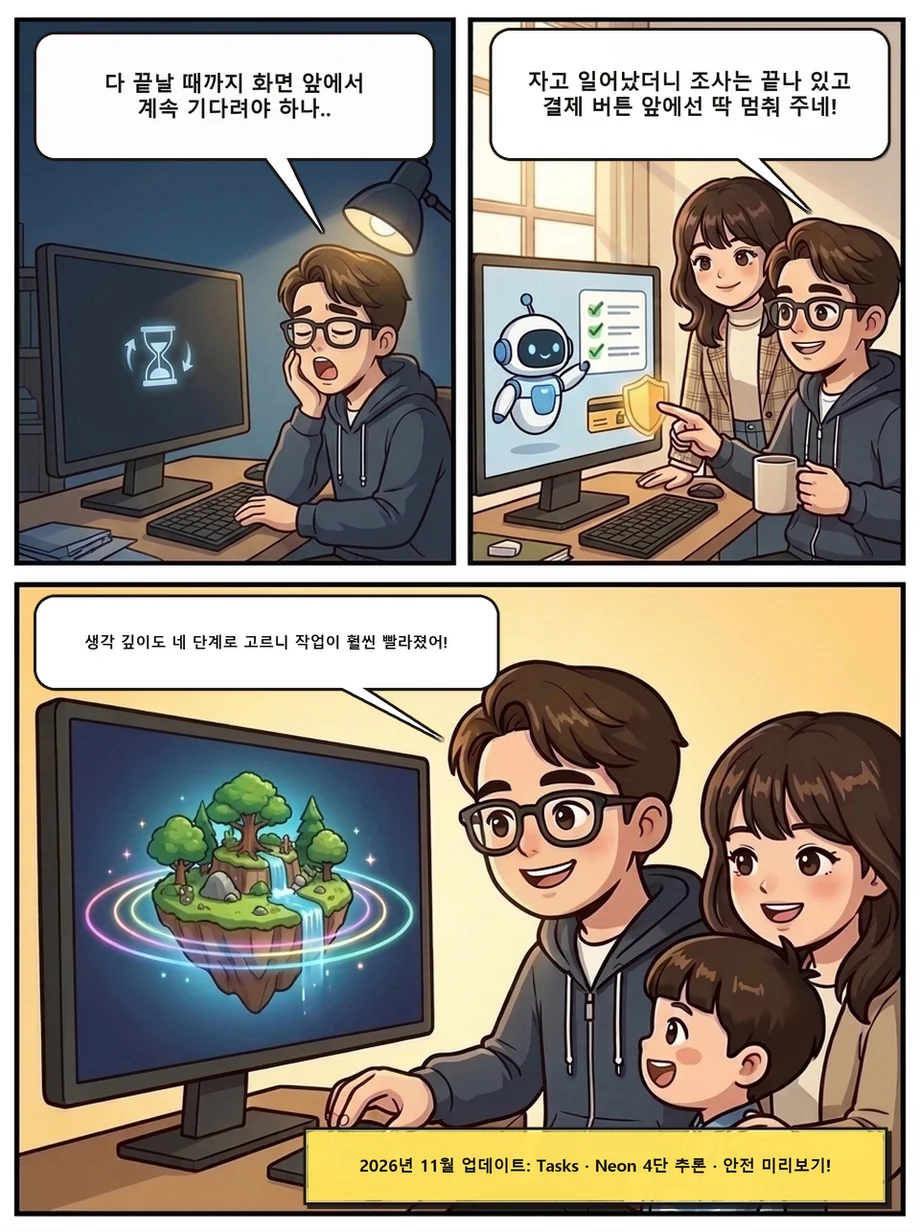 다 끝날 때까지 화면 앞에서
계속 기다려야 하나..
자고 일어났더니 조사는 끝나 있고
결제 버튼 앞에선 딱 멈춰 주네!
생각 깊이도 네 단계로 고르니 작업이 훨씬 빨라졌어!
2026년 11월 업데이트: Tasks · Neon 4단 추론 · 안전 미리보기!